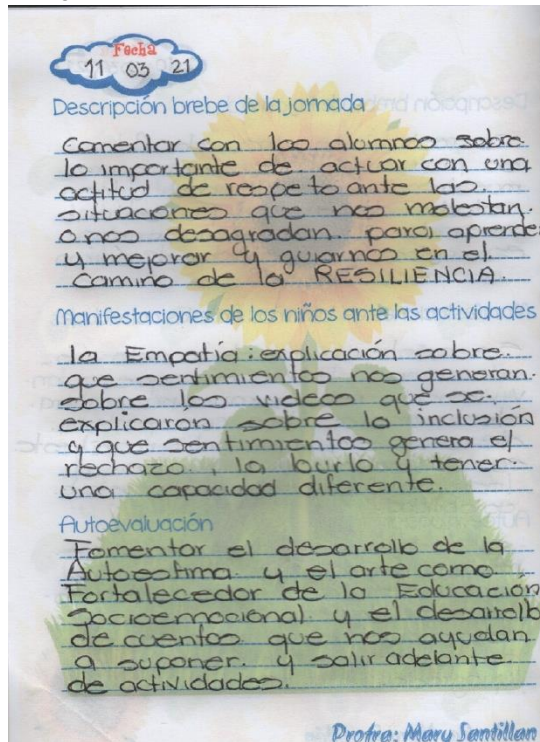 Fecha
11 03 21
Descripción brebe de la jornada
Comentar con los alumnos sobre
lo importante de actuar con una
actitud de respeto ante las
situaciones que nos molestan.
o nos desagradan. para aprende
y mejorar y guiarnos en el.
camino de la RESILIENCIA.
Manifestaciones de los niños ante las actividades
la Empatía: explicación sobre.
que sentimientos nos generan.
sobre los videos que se.
explicaron sobre la inclusión
y que sentimientos genera el
rechazo, la burla y tener.
una capacidad diferente.
Autoevaluación
Fomentar el desarrollo de la
Autoestima y el arte como
Fortalecedor de la Educación
Socioemocional. y el desarrollo
de cuentos que nos ayudan
a suponer. y salir adelante.
de actividades.
Profra: Mary Santillan